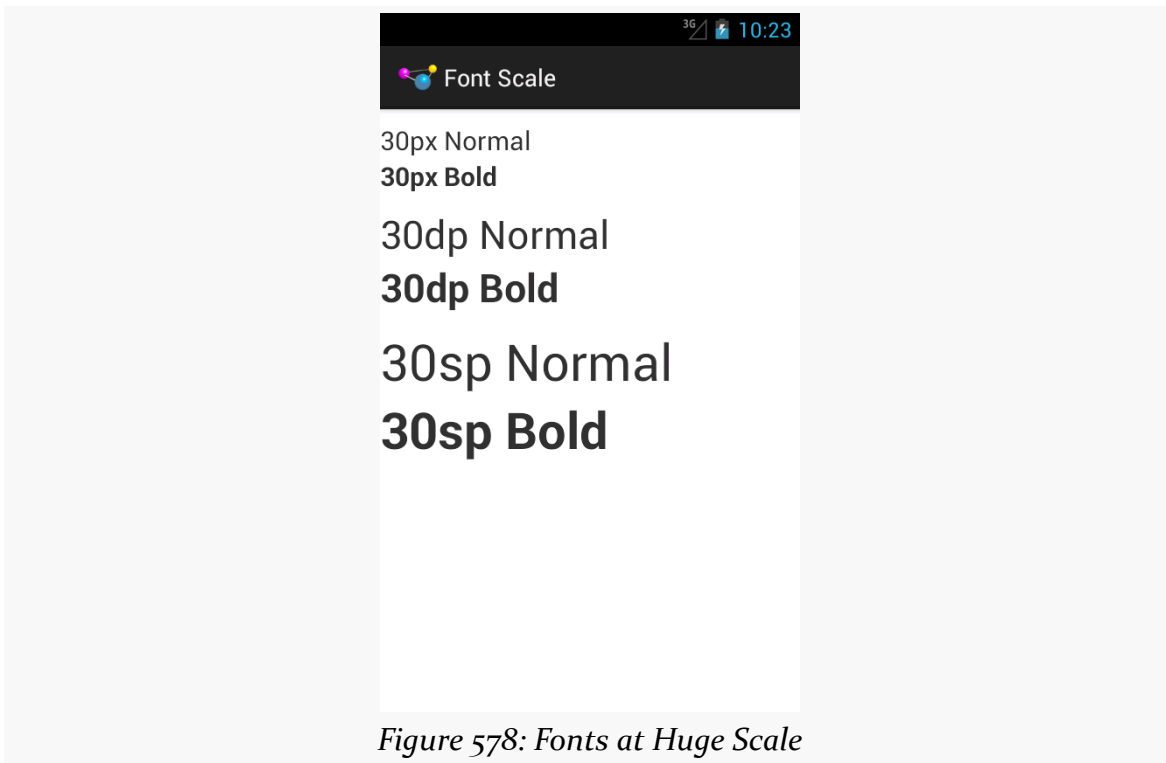 3G 10:23
Font Scale
30px Normal
30px Bold
30dp Normal
30dp Bold
30sp Normal
30sp Bold
Figure 578: Fonts at Huge Scale